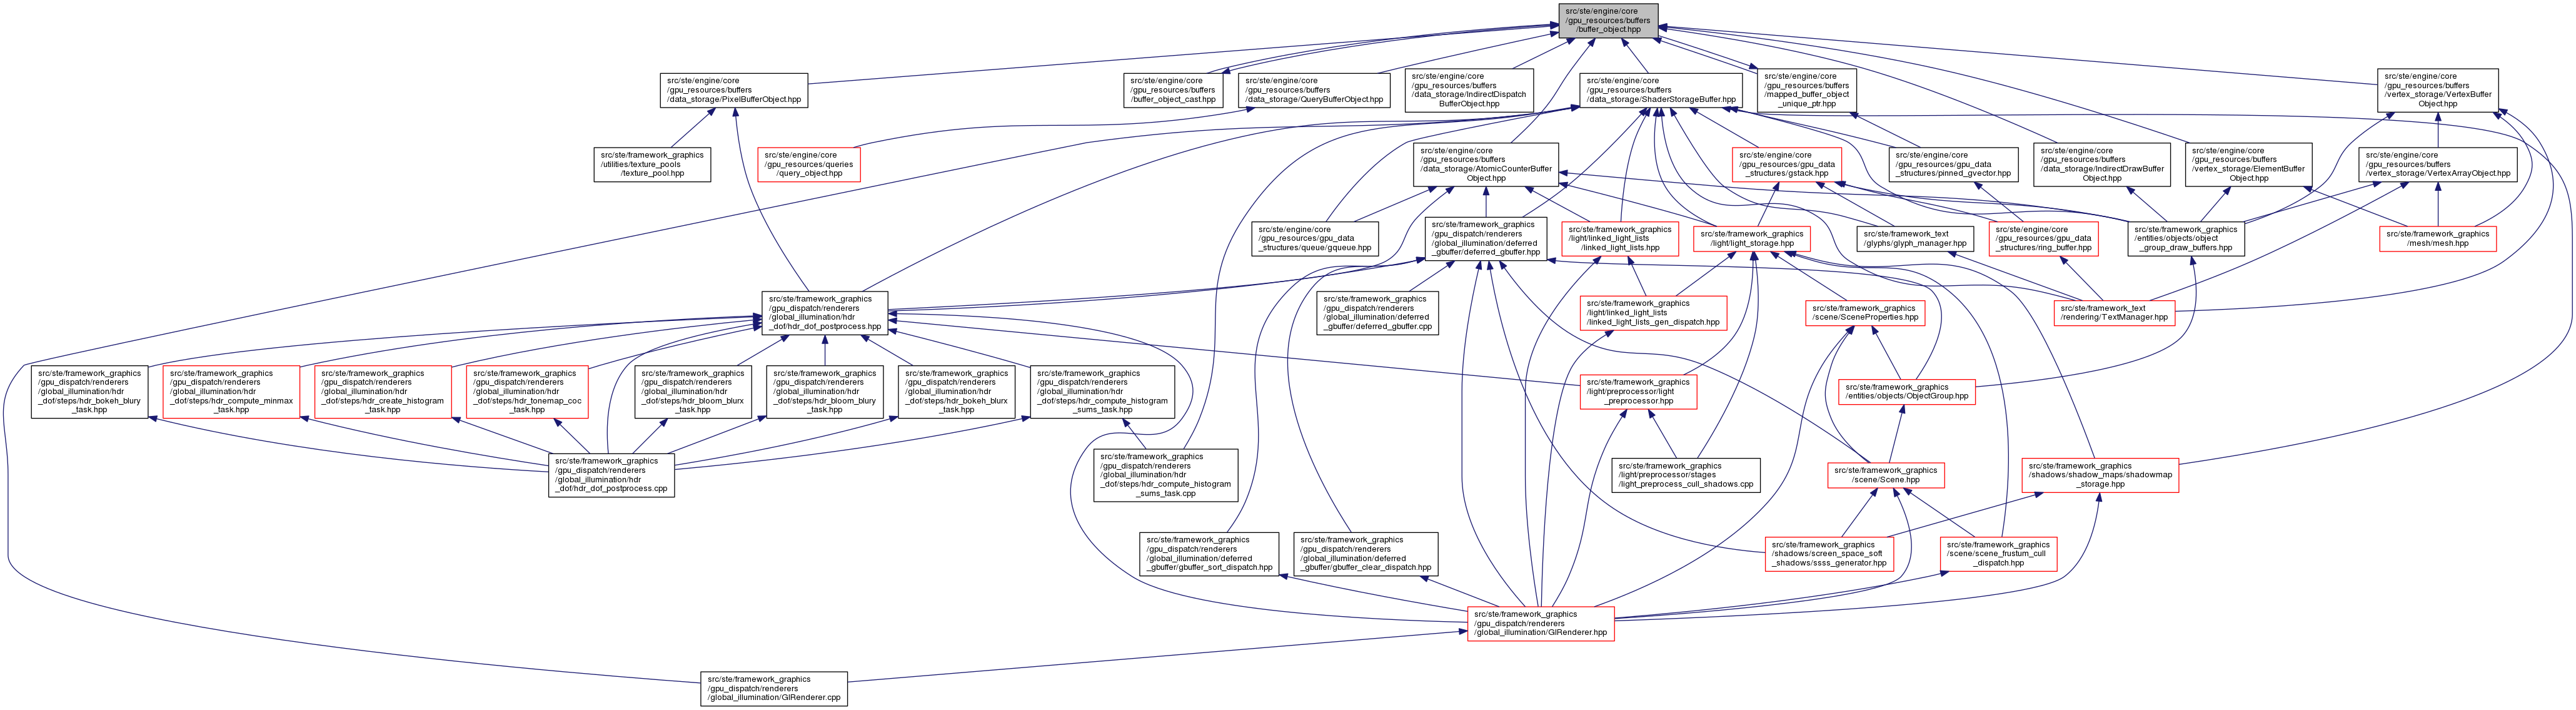 src/ste/engine/core
/gpu_resources/buffers
/buffer_object.hpp
src/ste/engine/core
/gpu_resources/buffers
/data_storage/PixelBufferObject.hpp
src/ste/engine/core
/gpu_resources/buffers
/buffer_object_cast.hpp
src/ste/engine/core
/gpu_resources/buffers
/data_storage/QueryBufferObject.hpp
src/ste/engine/core
/gpu_resources/buffers
/data_storage/IndirectDispatch
BufferObject.hpp
src/ste/engine/core
/gpu_resources/buffers
/data_storage/ShaderStorageBuffer.hpp
src/ste/engine/core
/gpu_resources/buffers
/mapped_buffer_object
_unique_ptr.hpp
src/ste/engine/core
/gpu_resources/buffers
/vertex_storage/VertexBuffer
Object.hpp
src/ste/framework_graphics
/utilities/texture_pools
/texture_pool.hpp
src/ste/engine/core
/gpu_resources/queries
/query_object.hpp
src/ste/engine/core
/gpu_resources/buffers
/data_storage/AtomicCounterBuffer
Object.hpp
src/ste/engine/core
/gpu_resources/gpu_data
_structures/gstack.hpp
src/ste/engine/core
/gpu_resources/gpu_data
_structures/pinned_gvector.hpp
src/ste/engine/core
/gpu_resources/buffers
/data_storage/IndirectDrawBuffer
Object.hpp
src/ste/engine/core
/gpu_resources/buffers
/vertex_storage/ElementBuffer
Object.hpp
src/ste/engine/core
/gpu_resources/buffers
/vertex_storage/VertexArrayObject.hpp
src/ste/engine/core
/gpu_resources/gpu_data
_structures/queue/gqueue.hpp
src/ste/framework_graphics
/gpu_dispatch/renderers
/global_illumination/deferred
_gbuffer/deferred_gbuffer.hpp
src/ste/framework_graphics
/light/linked_light_lists
/linked_light_lists.hpp
src/ste/framework_graphics
/light/light_storage.hpp
src/ste/framework_text
/glyphs/glyph_manager.hpp
src/ste/engine/core
/gpu_resources/gpu_data
_structures/ring_buffer.hpp
src/ste/framework_graphics
/entities/objects/object
_group_draw_buffers.hpp
src/ste/framework_graphics
/mesh/mesh.hpp
src/ste/framework_graphics
/gpu_dispatch/renderers
/global_illumination/hdr
_dof/hdr_dof_postprocess.hpp
src/ste/framework_graphics
/gpu_dispatch/renderers
/global_illumination/deferred
_gbuffer/deferred_gbuffer.cpp
src/ste/framework_graphics
/light/linked_light_lists
/linked_light_lists_gen_dispatch.hpp
src/ste/framework_graphics
/scene/SceneProperties.hpp
src/ste/framework_text
/rendering/TextManager.hpp
src/ste/framework_graphics
/gpu_dispatch/renderers
/global_illumination/hdr
_dof/steps/hdr_bokeh_blury
_task.hpp
src/ste/framework_graphics
/gpu_dispatch/renderers
/global_illumination/hdr
_dof/steps/hdr_compute_minmax
_task.hpp
src/ste/framework_graphics
/gpu_dispatch/renderers
/global_illumination/hdr
_dof/steps/hdr_create_histogram
_task.hpp
src/ste/framework_graphics
/gpu_dispatch/renderers
/global_illumination/hdr
_dof/steps/hdr_tonemap_coc
_task.hpp
src/ste/framework_graphics
/gpu_dispatch/renderers
/global_illumination/hdr
_dof/steps/hdr_bloom_blurx
_task.hpp
src/ste/framework_graphics
/gpu_dispatch/renderers
/global_illumination/hdr
_dof/steps/hdr_bloom_blury
_task.hpp
src/ste/framework_graphics
/gpu_dispatch/renderers
/global_illumination/hdr
_dof/steps/hdr_bokeh_blurx
_task.hpp
src/ste/framework_graphics
/gpu_dispatch/renderers
/global_illumination/hdr
_dof/steps/hdr_compute_histogram
_sums_task.hpp
src/ste/framework_graphics
/light/preprocessor/light
_preprocessor.hpp
src/ste/framework_graphics
/entities/objects/ObjectGroup.hpp
src/ste/framework_graphics
/gpu_dispatch/renderers
/global_illumination/hdr
_dof/hdr_dof_postprocess.cpp
src/ste/framework_graphics
/gpu_dispatch/renderers
/global_illumination/hdr
_dof/steps/hdr_compute_histogram
_sums_task.cpp
src/ste/framework_graphics
/light/preprocessor/stages
/light_preprocess_cull_shadows.cpp
src/ste/framework_graphics
/scene/Scene.hpp
src/ste/framework_graphics
/shadows/shadow_maps/shadowmap
_storage.hpp
src/ste/framework_graphics
/gpu_dispatch/renderers
/global_illumination/deferred
_gbuffer/gbuffer_sort_dispatch.hpp
src/ste/framework_graphics
/gpu_dispatch/renderers
/global_illumination/deferred
_gbuffer/gbuffer_clear_dispatch.hpp
src/ste/framework_graphics
/shadows/screen_space_soft
_shadows/ssss_generator.hpp
src/ste/framework_graphics
/scene/scene_frustum_cull
_dispatch.hpp
src/ste/framework_graphics
/gpu_dispatch/renderers
/global_illumination/GIRenderer.hpp
src/ste/framework_graphics
/gpu_dispatch/renderers
/global_illumination/GIRenderer.cpp